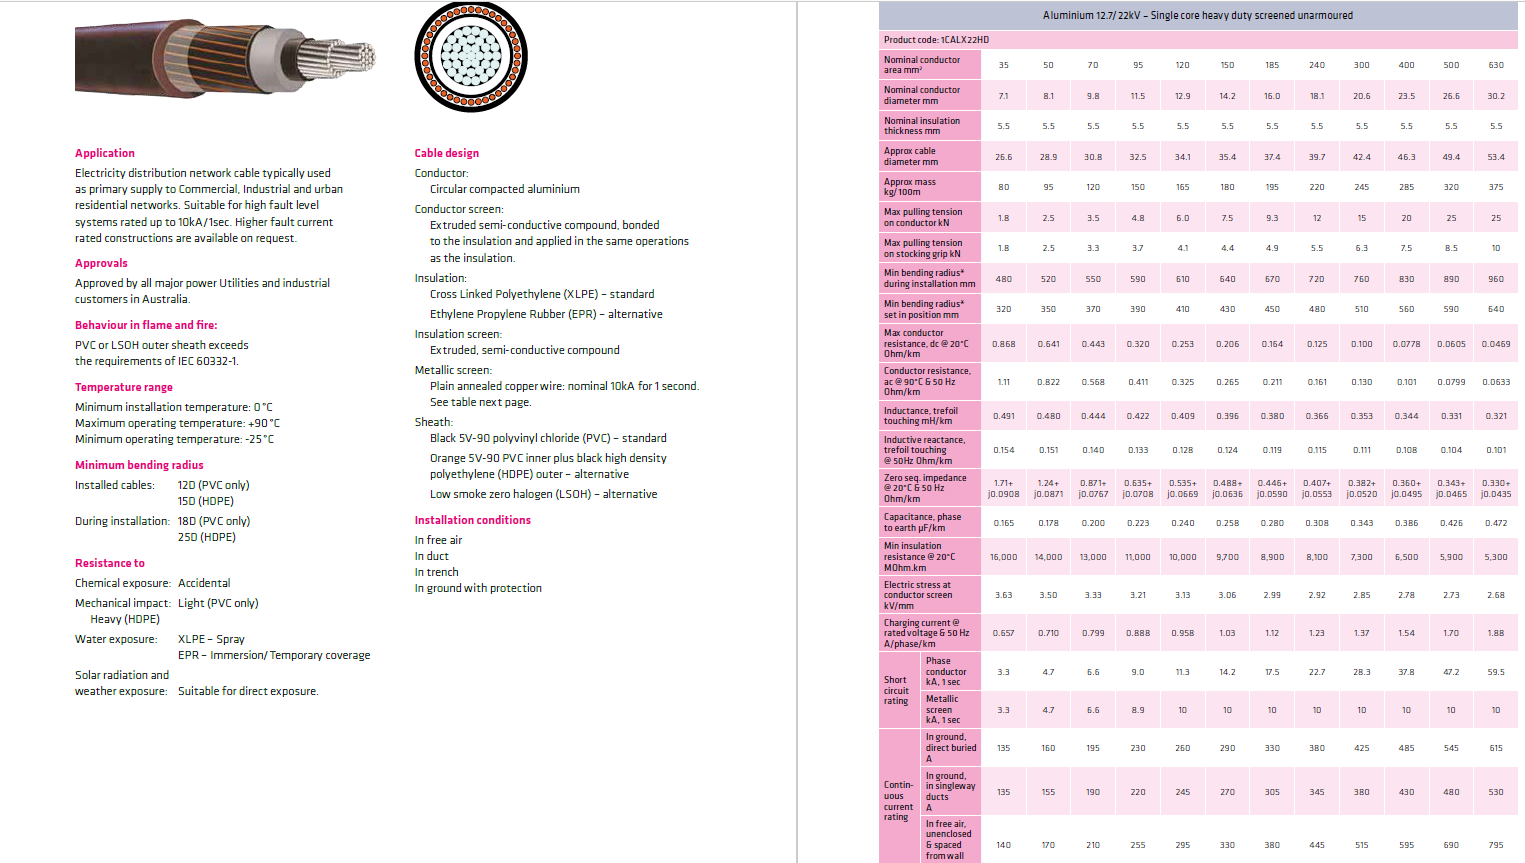 Application
Electricity distribution network cable typically used
as primary supply to Commercial, Industrial and urban
residential networks. Suitable for high fault level
systems rated up to 10kA/1sec. Higher fault current
rated constructions are available on request.
Approvals
Approved by all major power Utilities and industrial
customers in Australia.
Behaviour in flame and fire:
PVC or LSOH outer sheath exceeds
the requirements of IEC 60332-1.
Temperature range
Minimum installation temperature: 0°C
Maximum operating temperature: +90°C
Minimum operating temperature: -25°C
Minimum bending radius
Installed cables: 12D (PVC only)
15D (HDPE)
During installation: 18D (PVC only)
25D (HDPE)
Resistance to
Chemical exposure: Accidental
Mechanical impact: Light (PVC only)
Heavy (HDPE)
Water exposure: XLPE – Spray
EPR – Immersion/Temporary coverage
Solar radiation and
weather exposure: Suitable for direct exposure.
Cable design
Conductor:
Circular compacted aluminium
Conductor screen:
Extruded semi-conductive compound, bonded
to the insulation and applied in the same operations
as the insulation.
Insulation:
Cross Linked Polyethylene (XLPE) – standard
Ethylene Propylene Rubber (EPR) – alternative
Insulation screen:
Extruded, semi-conductive compound
Metallic screen:
Plain annealed copper wire: nominal 10kA for 1 second.
See table next page.
Sheath:
Black 5V-90 polyvinyl chloride (PVC) – standard
Orange 5V-90 PVC inner plus black high density
polyethylene (HDPE) outer – alternative
Low smoke zero halogen (LSOH) – alternative
Installation conditions
In free air
In duct
In trench
In ground with protection
Aluminium 12.7/22kV – Single core heavy duty screened unarmoured
Product code: 1CALX22HD
Nominal conductor
area mm² 35 50 70 95 120 150 185 240 300 400 500 630
Nominal conductor
diameter mm 7.1 8.1 9.8 11.5 12.9 14.2 16.0 18.1 20.6 23.5 26.6 30.2
Nominal insulation
thickness mm 5.5 5.5 5.5 5.5 5.5 5.5 5.5 5.5 5.5 5.5 5.5 5.5
Approx cable
diameter mm 26.6 28.9 30.8 32.5 34.1 35.4 37.4 39.7 42.4 46.3 49.4 53.4
Approx mass
kg/100m 80 95 120 150 165 180 195 220 245 285 320 375
Max pulling tension
on conductor kN 1.8 2.5 3.5 4.8 6.0 7.5 9.3 12 15 20 25 25
Max pulling tension
on stocking grip kN 1.8 2.5 3.3 3.7 4.1 4.4 4.9 5.5 6.3 7.5 8.5 10
Min bending radius*
during installation mm 480 520 550 590 610 640 670 720 760 830 890 960
Min bending radius*
set in position mm 320 350 370 390 410 430 450 480 510 560 590 640
Max conductor
resistance, dc @ 20°C
Ohm/km 0.868 0.641 0.443 0.320 0.253 0.206 0.164 0.125 0.100 0.0778 0.0605 0.0469
Conductor resistance,
ac @ 90°C & 50 Hz
Ohm/km 1.11 0.822 0.568 0.411 0.325 0.265 0.211 0.161 0.130 0.101 0.0799 0.0633
Inductance, trefoil
touching mH/km 0.491 0.480 0.444 0.422 0.409 0.396 0.380 0.366 0.353 0.344 0.331 0.321
Inductive reactance,
trefoil touching
@ 50Hz Ohm/km 0.154 0.151 0.140 0.133 0.128 0.124 0.119 0.115 0.111 0.108 0.104 0.101
Zero seq. impedance
@ 20°C & 50 Hz
Ohm/km
1.71+ 1.24+ 0.871+ 0.635+ 0.535+ 0.488+ 0.446+ 0.407+ 0.382+ 0.360+ 0.343+ 0.330+
j0.0908 j0.0871 j0.0767 j0.0708 j0.0669 j0.0636 j0.0590 j0.0553 j0.0520 j0.0495 j0.0465 j0.0435
Capacitance, phase
to earth µF/km 0.165 0.178 0.200 0.223 0.240 0.258 0.280 0.308 0.343 0.386 0.426 0.472
Min insulation
resistance @ 20°C
MOhm.km 16,000 14,000 13,000 11,000 10,000 9,700 8,900 8,100 7,300 6,500 5,900 5,300
Electric stress at
conductor screen
kV/mm 3.63 3.50 3.33 3.21 3.13 3.06 2.99 2.92 2.85 2.78 2.73 2.68
Charging current @
rated voltage & 50 Hz
A/phase/km 0.657 0.710 0.799 0.888 0.958 1.03 1.12 1.23 1.37 1.54 1.70 1.88
Short
circuit
rating
Phase
conductor
kA, 1 sec 3.3 4.7 6.6 9.0 11.3 14.2 17.5 22.7 28.3 37.8 47.2 59.5
Metallic
screen
kA, 1 sec 3.3 4.7 6.6 8.9 10 10 10 10 10 10 10 10
Contin-
uous
current
rating
In ground,
direct buried
A 135 160 195 230 260 290 330 380 425 485 545 615
In ground,
in singleway
ducts
A 135 155 190 220 245 270 305 345 380 430 480 530
In free air,
unenclosed
& spaced
from wall 140 170 210 255 295 330 380 445 515 595 690 795